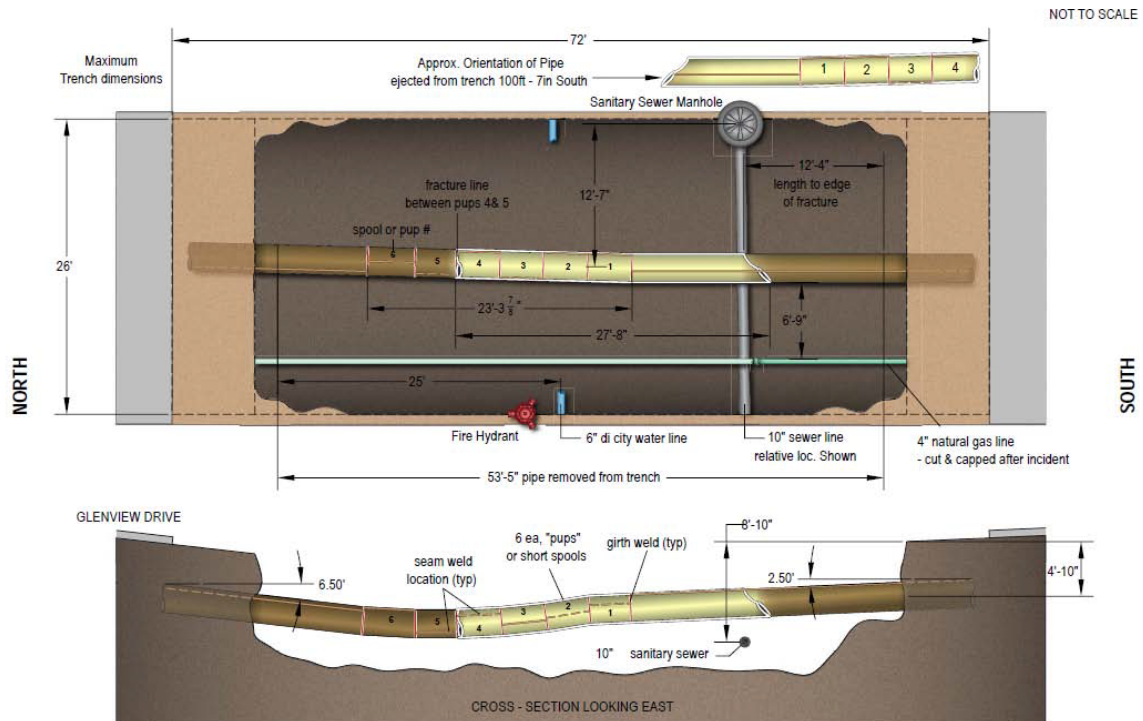 NOT TO SCALE
72'
Maximum
Trench dimensions
Approx. Orientation of Pipe
ejected from trench 100ft - 7in South
1 2 3 4
Sanitary Sewer Manhole
12'-4"
length to edge
of fracture
12'-7"
fracture line
between pups 4& 5
spool or pup #
26'
6 5 4 3 2 1
23'-3 7/8"
27'-8"
6'-9"
25'
NORTH
SOUTH
Fire Hydrant
6" di city water line
10" sewer line
relative loc. Shown
4" natural gas line
- cut & capped after incident
53'-5" pipe removed from trench
GLENVIEW DRIVE
8'-10"
6 ea, "pups"
or short spools
girth weld (typ)
seam weld
location (typ)
6.50'
2.50'
4'-10"
6 5 4 3 2 1
10" sanitary sewer
CROSS - SECTION LOOKING EAST